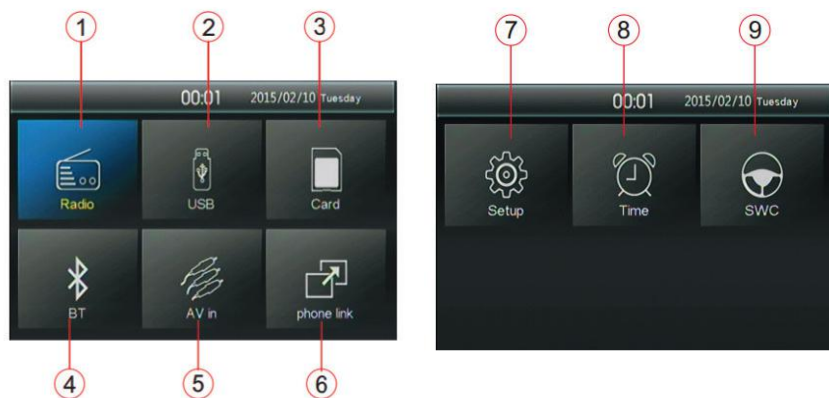 1 2 3
00:01 2015/02/10 Tuesday
Radio USB Card
BT AV in phone link
4 5 6
7 8 9
00:01 2015/02/10 Tuesday
Setup Time SWC